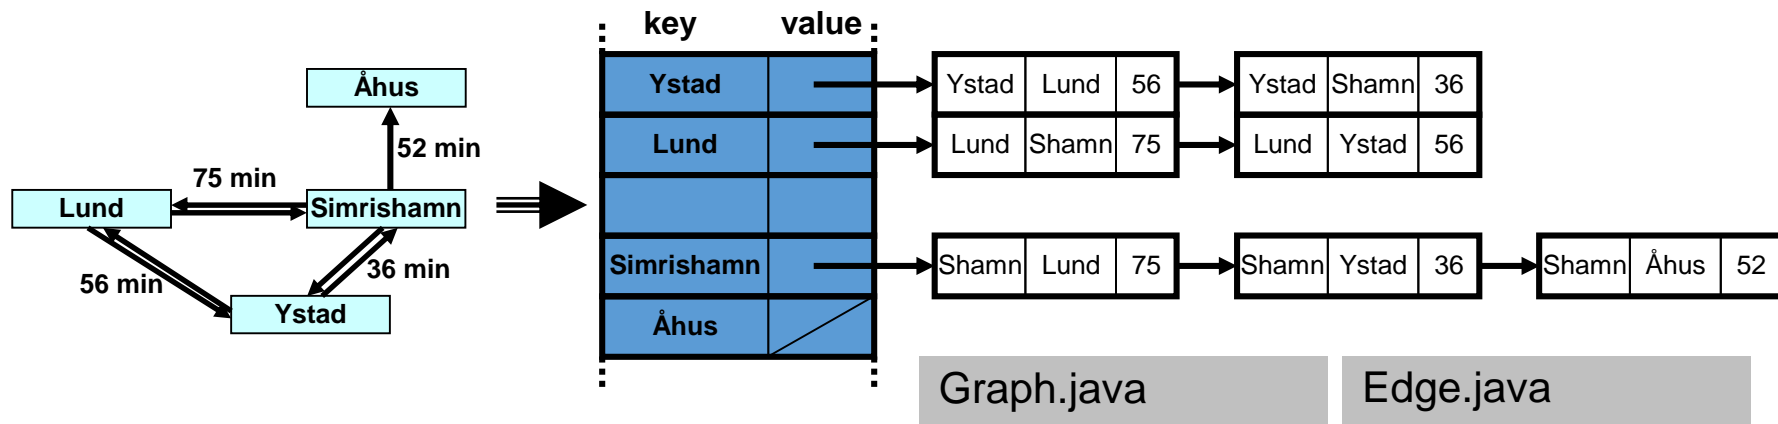 key value
Åhus
52 min
75 min
Lund Simrishamn
36 min
56 min
Ystad
Ystad Ystad Lund 56 Ystad Shamn 36
Lund Lund Shamn 75 Lund Ystad 56
Simrishamn Shamn Lund 75 Shamn Ystad 36 Shamn Åhus 52
Åhus
Graph.java Edge.java